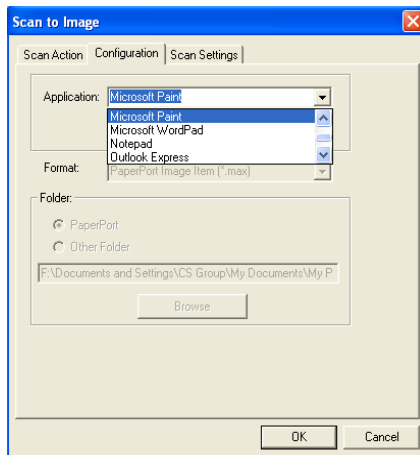 Scan to Image
Scan Action Configuration Scan Settings
Application: Microsoft Paint
Microsoft Paint
Microsoft WordPad
Notepad
Outlook Express
Format: PaperPort Image Item (*.max)
Folder:
PaperPort
Other Folder
F:\Documents and Settings\CS Group\My Documents\My P
Browse
OK Cancel